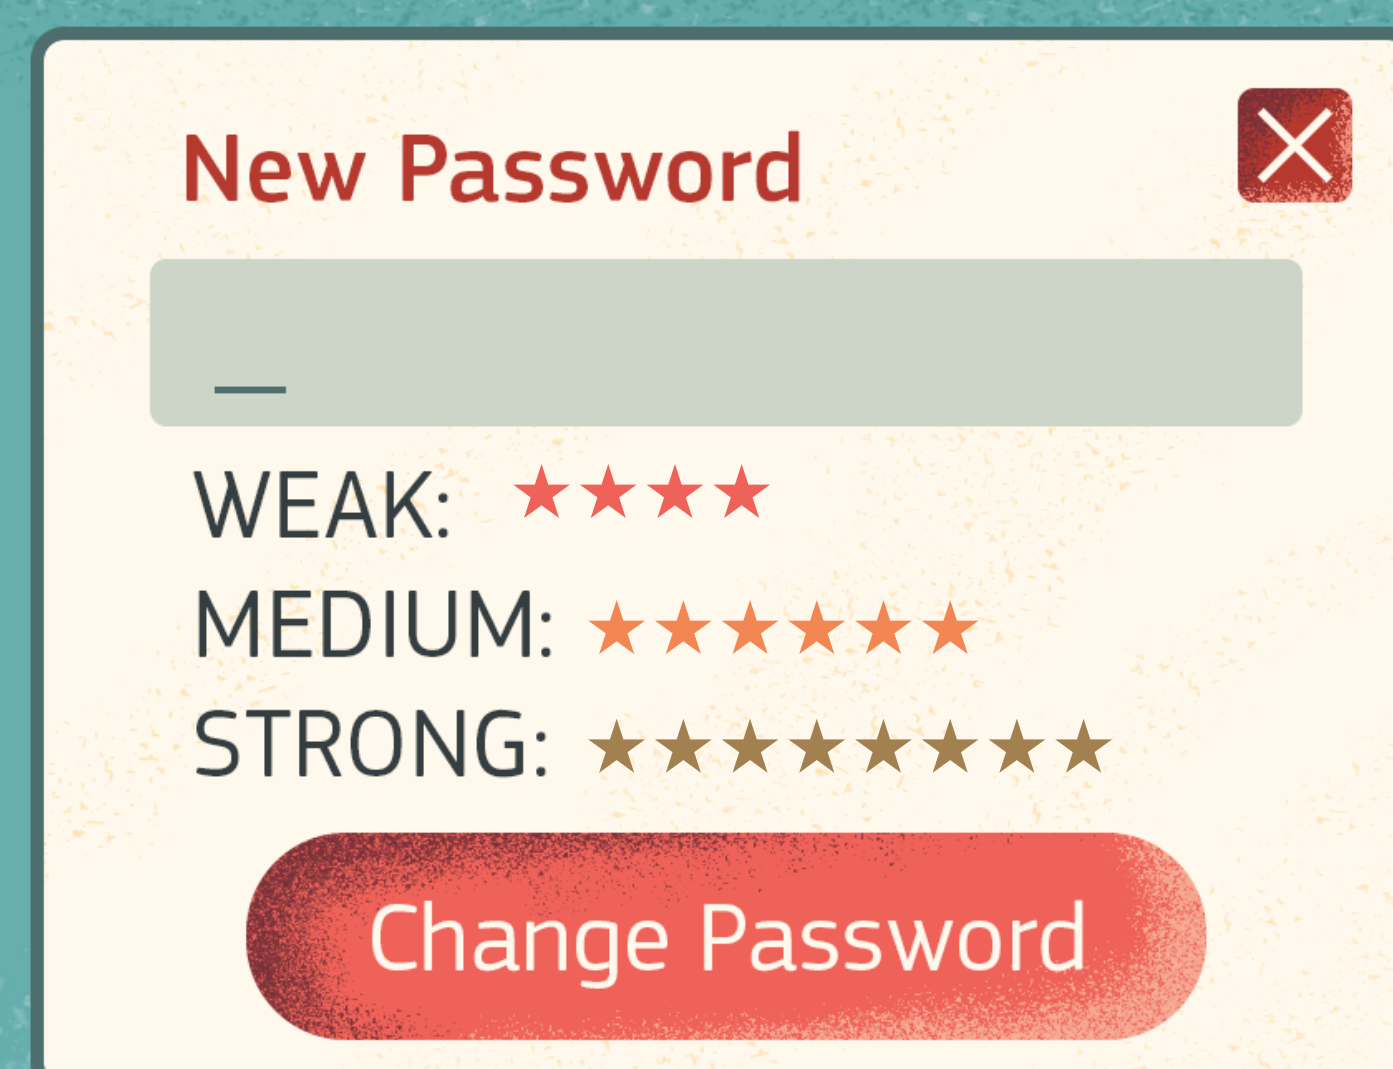 New Password
WEAK: ★★★★
MEDIUM: ★★★★★★
STRONG: ★★★★★★★★
Change Password